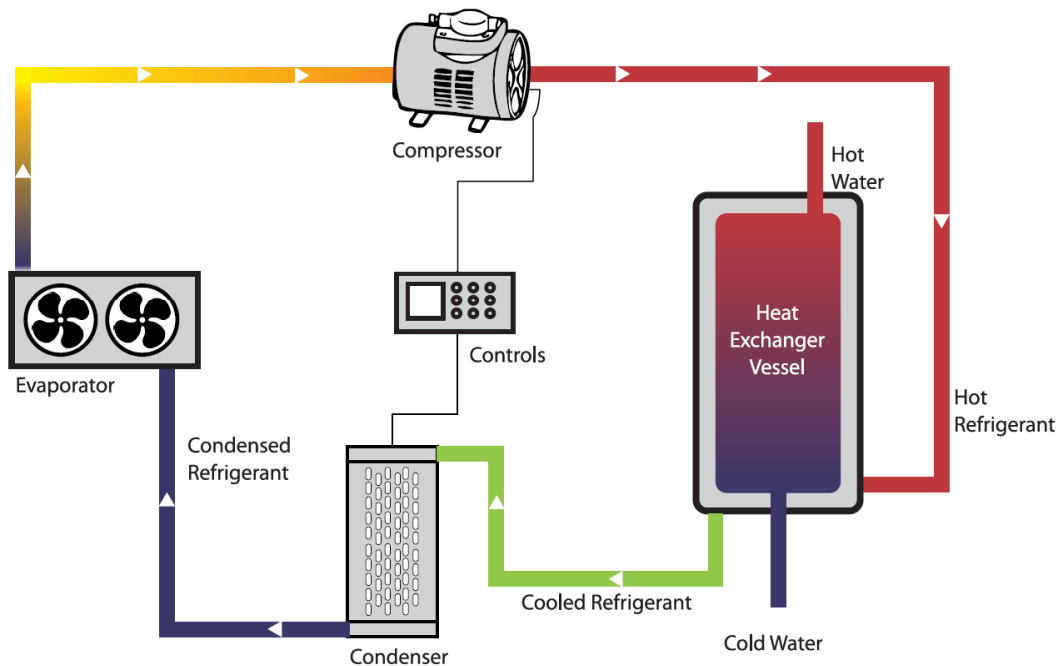 Compressor
Hot
Water
Heat
Exchanger
Vessel
Controls
Evaporator
Hot
Refrigerant
Condensed
Refrigerant
Cooled Refrigerant
Cold Water
Condenser